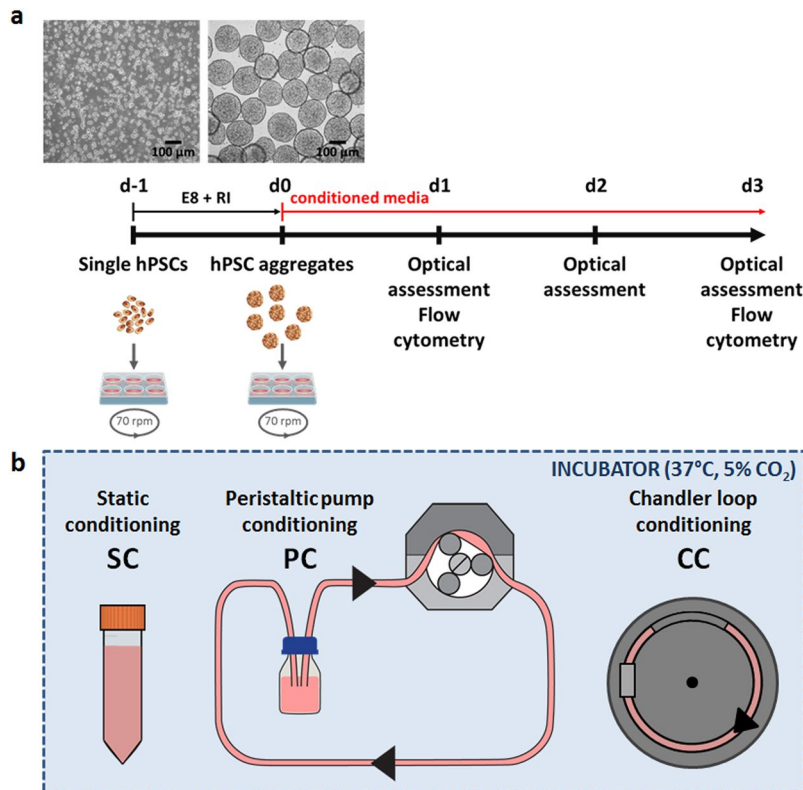 a
100 µm
100 µm
d-1
d0
d1
d2
d3
E8 + RI
conditioned media
Single hPSCs
hPSC aggregates
Optical
assessment
Flow
cytometry
Optical
assessment
Optical
assessment
Flow
cytometry
70 rpm
70 rpm
b
INCUBATOR (37°C, 5% CO₂)
Static
conditioning
SC
Peristaltic pump
conditioning
PC
Chandler loop
conditioning
CC